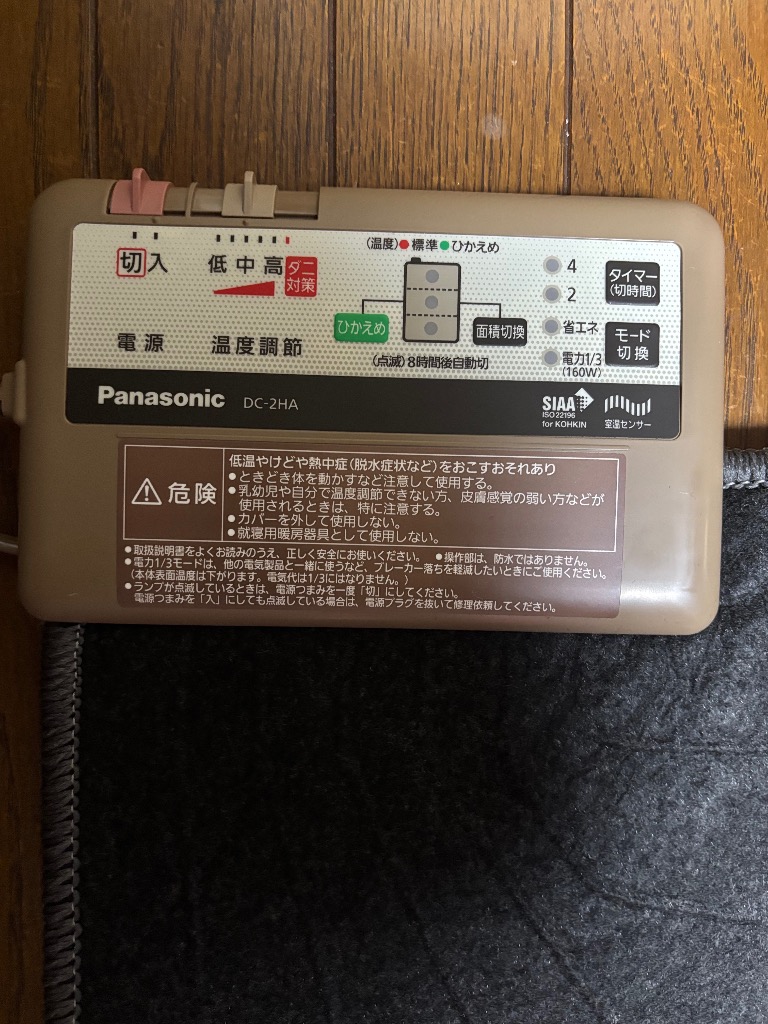 切入
低 中 高 ダニ対策
電源
温度調節
(温度)●標準●ひかえめ
ひかえめ
面積切換
(点滅)8時間後自動切
4
2
省エネ
電力1/3
(160W)
タイマー
(切時間)
モード
切換
Panasonic DC-2HA
SIAA
ISO 22196
for KOHKIN
室温センサー
危険
低温やけどや熱中症(脱水症状など)をおこすおそれあり
●ときどき体を動かすなど注意して使用する。
●乳幼児や自分で温度調節できない方、皮膚感覚の弱い方などが
使用されるときは、特に注意する。
●カバーを外して使用しない。
●就寝用暖房器具として使用しない。
●取扱説明書をよくお読みのうえ、正しく安全にお使いください。 ●操作部は、防水ではありません。
●電力1/3モードは、他の電気製品と一緒に使うなど、ブレーカー落ちを軽減したいときにご使用ください。
(本体表面温度は下がります。電気代は1/3にはなりません。)
●ランプが点滅しているときは、電源つまみを一度「切」にしてください。
電源つまみを「入」にしても点滅している場合は、電源プラグを抜いて修理依頼してください。